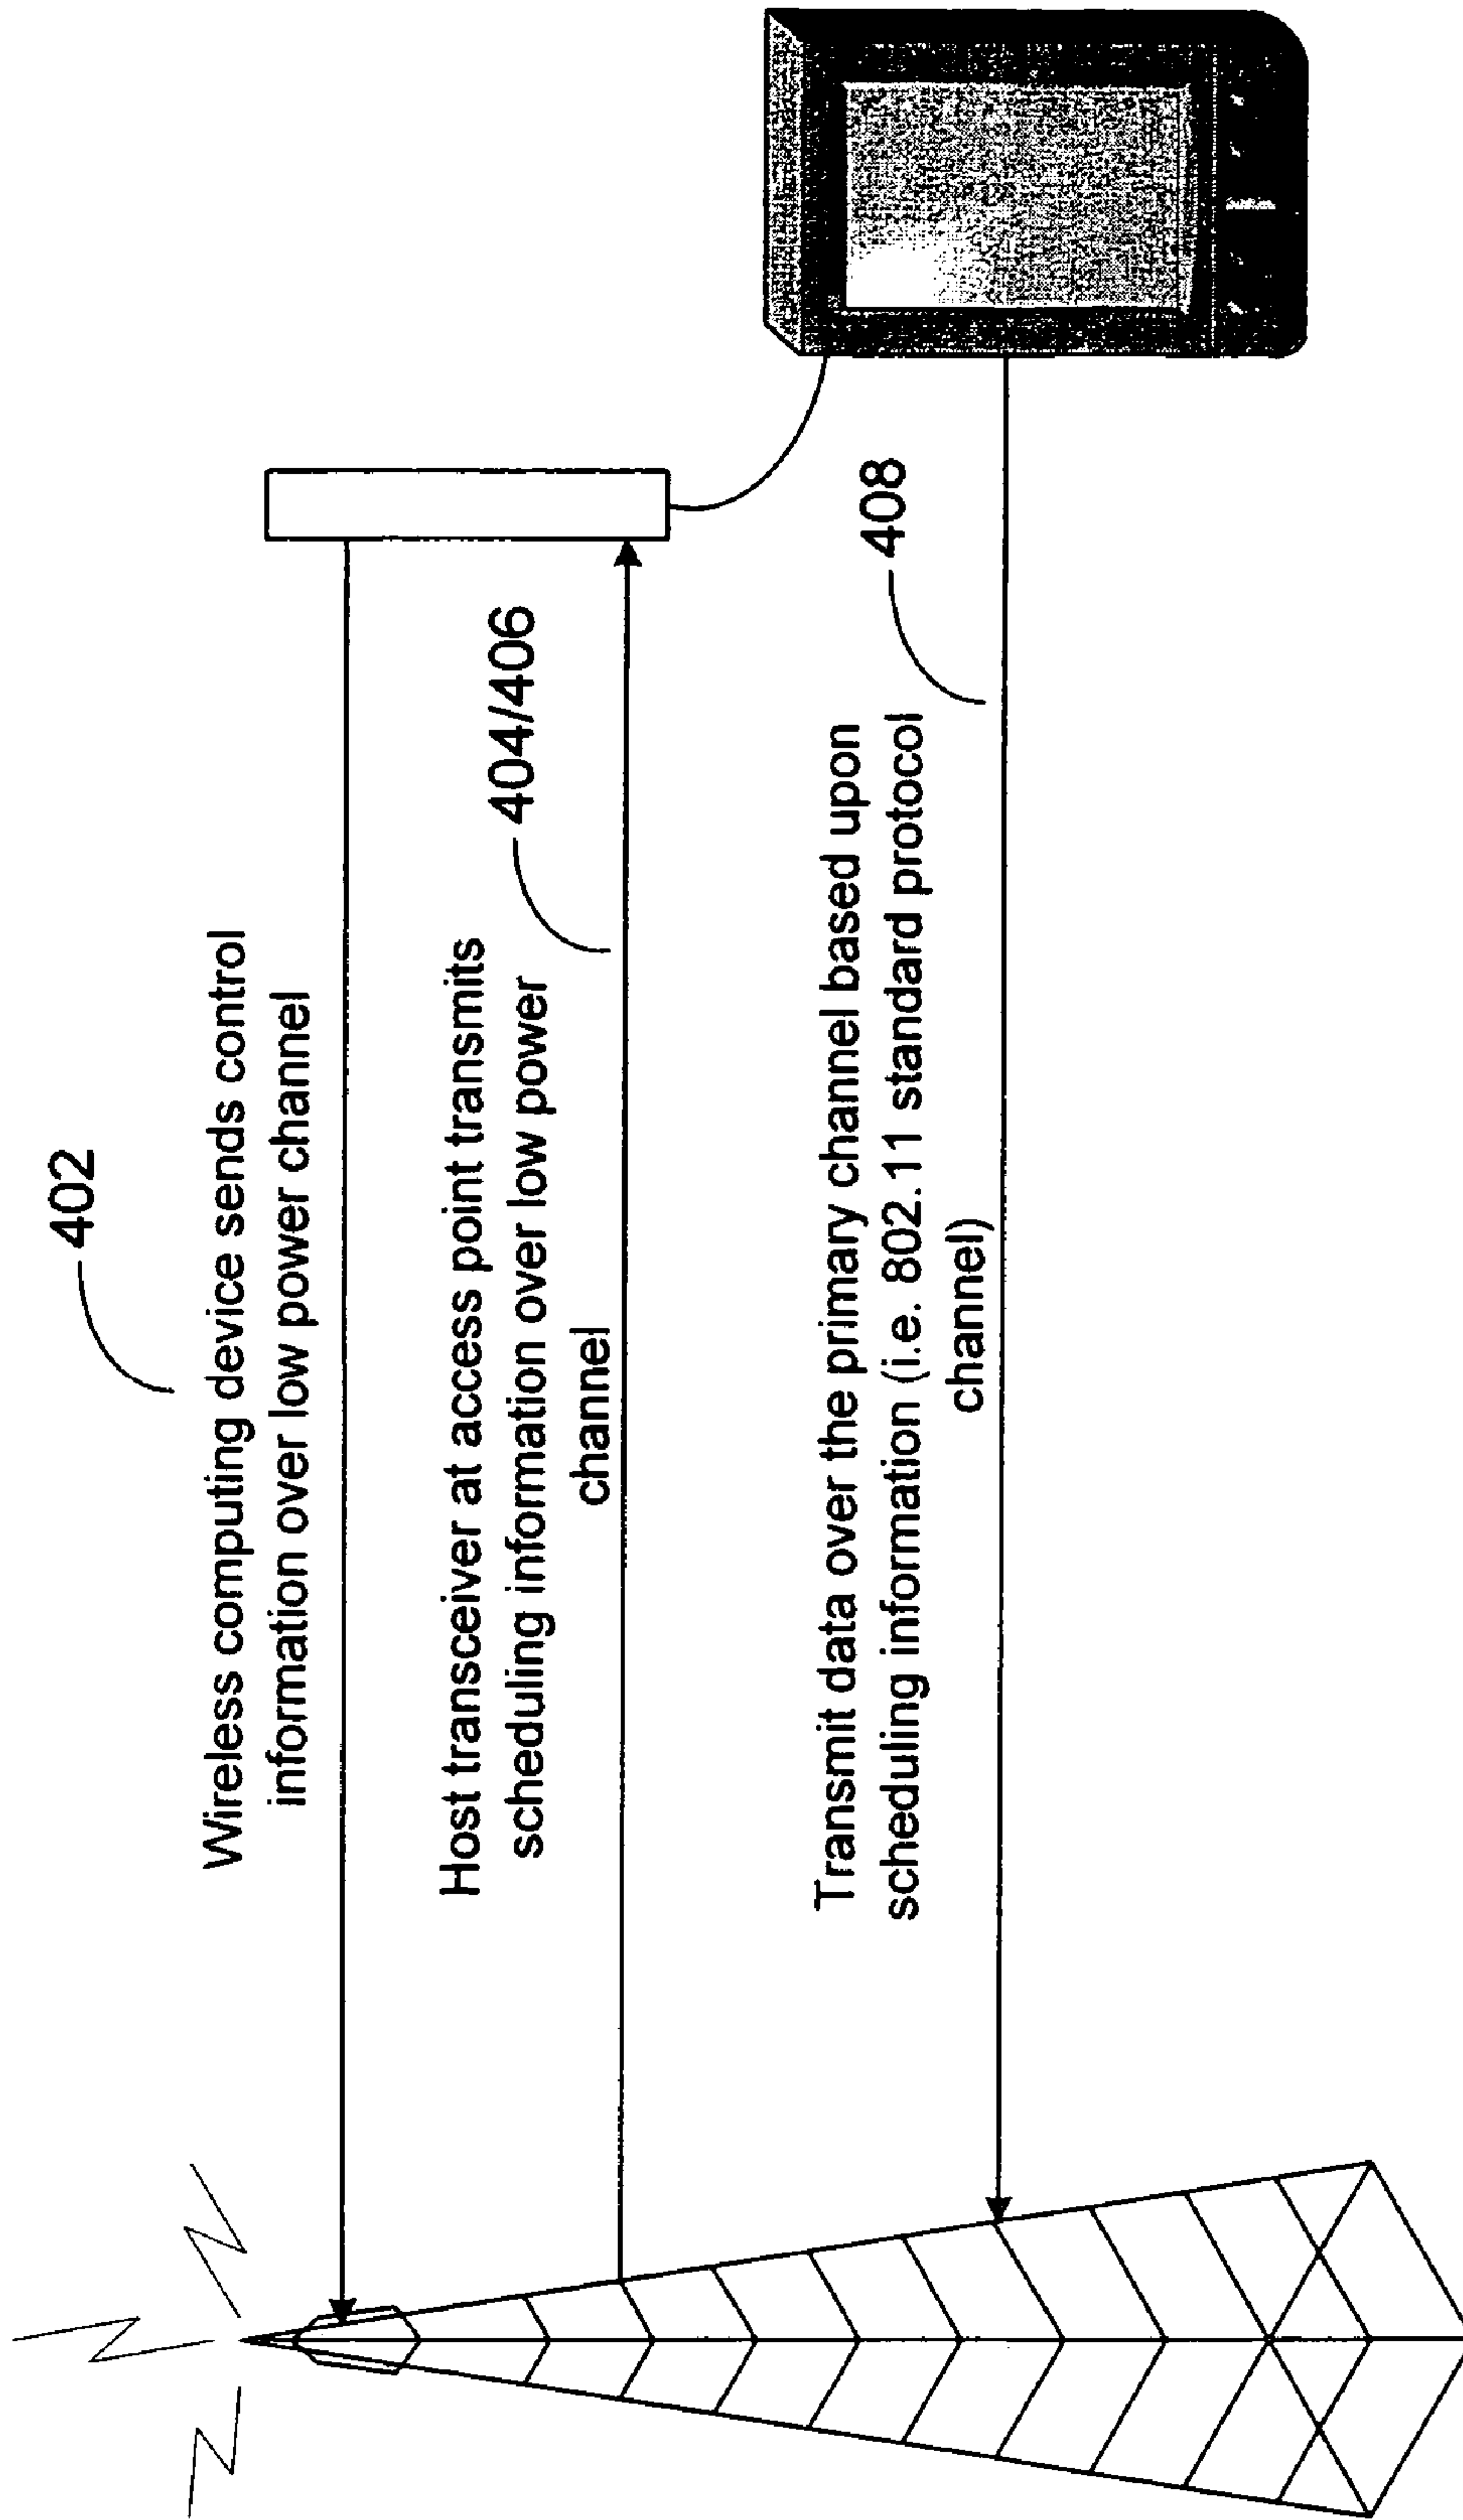 402
Wireless computing device sends control
information over low power channel
Host transceiver at access point transmits
scheduling information over low power
channel
404/406
Transmit data over the primary channel based upon
scheduling information (i.e. 802.11 standard protocol
channel)
408